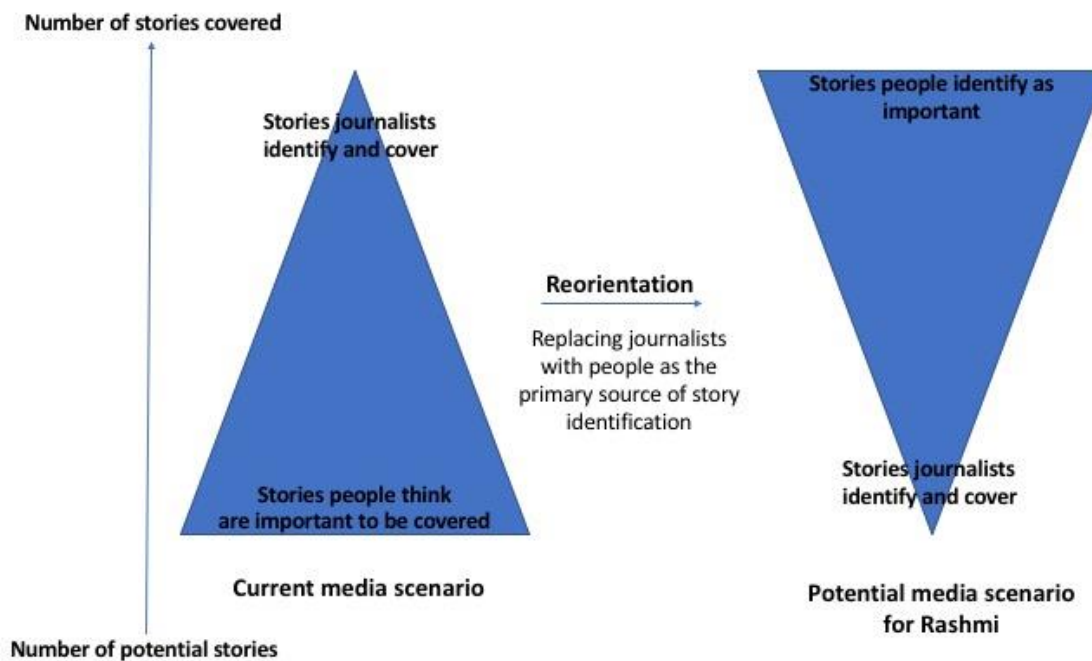 Number of stories covered
Stories journalists
identify and cover
Stories people think
are important to be covered
Current media scenario
Number of potential stories
Reorientation
Replacing journalists
with people as the
primary source of story
identification
Stories people identify as
important
Stories journalists
identify and cover
Potential media scenario
for Rashmi